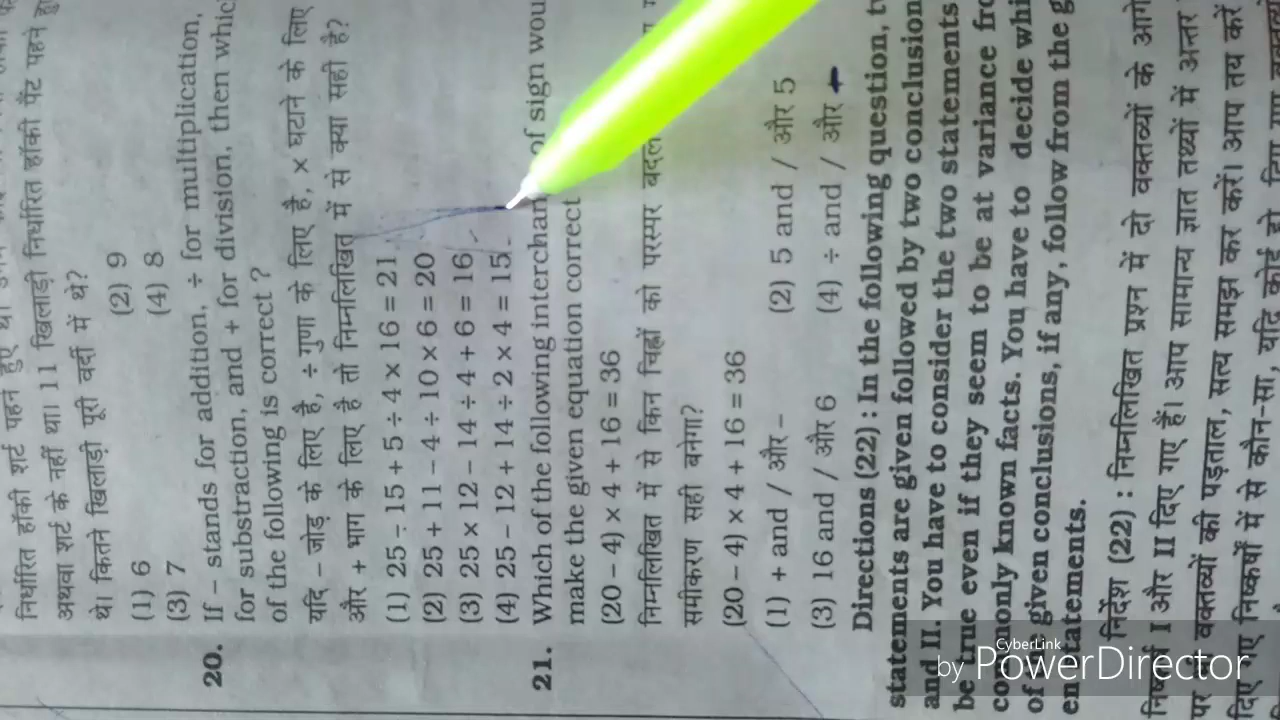 निर्धारित हॉकी शर्ट पहने हुए थे।
11 खिलाड़ी निर्धारित हॉकी पैंट पहने हुए
अथवा शर्ट के नहीं था। 11 खिलाड़ी
थे। कितने खिलाड़ी पूरी वर्दी में थे?
(1) 6 (2) 9
(3) 7 (4) 8
20. If – stands for addition, ÷ for multiplication,
for substraction, and + for division, then whic
of the following is correct ?
यदि – जोड़ के लिए है, ÷ गुणा के लिए है, × घटाने के लिए
और + भाग के लिए है तो निम्नलिखित में से क्या सही है?
(1) 25 ÷ 15 + 5 ÷ 4 × 16 = 21
(2) 25 + 11 – 4 ÷ 10 × 6 = 20
(3) 25 × 12 – 14 ÷ 4 + 6 = 16
(4) 25 – 12 + 14 ÷ 2 × 4 = 15
21. Which of the following interchan of sign wou
make the given equation correct
(20 – 4) × 4 + 16 = 36
निम्नलिखित में से किन चिह्नों को परस्पर बदल
समीकरण सही बनेगा?
(20 – 4) × 4 + 16 = 36
(1) + and / और – (2) 5 and / और 5
(3) 16 and / और 6 (4) ÷ and / और
Directions (22) : In the following question, tw
statements are given followed by two conclusion
and II. You have to consider the two statements
be true even if they seem to be at variance fro
commonly known facts. You have to decide whi
of the given conclusions, if any, follow from the g
en statements.
निर्देश (22) : निम्नलिखित प्रश्न में दो वक्तव्यों के आगे
निष्कर्ष I और II दिए गए हैं। आप सामान्य ज्ञात तथ्यों में अन्तर
पर भी वक्तव्यों की पड़ताल, सत्य समझ कर करें। आप तय करें
दिए गए निष्कर्षों में से कौन-सा, यदि कोई हो
CyberLink
by PowerDirector